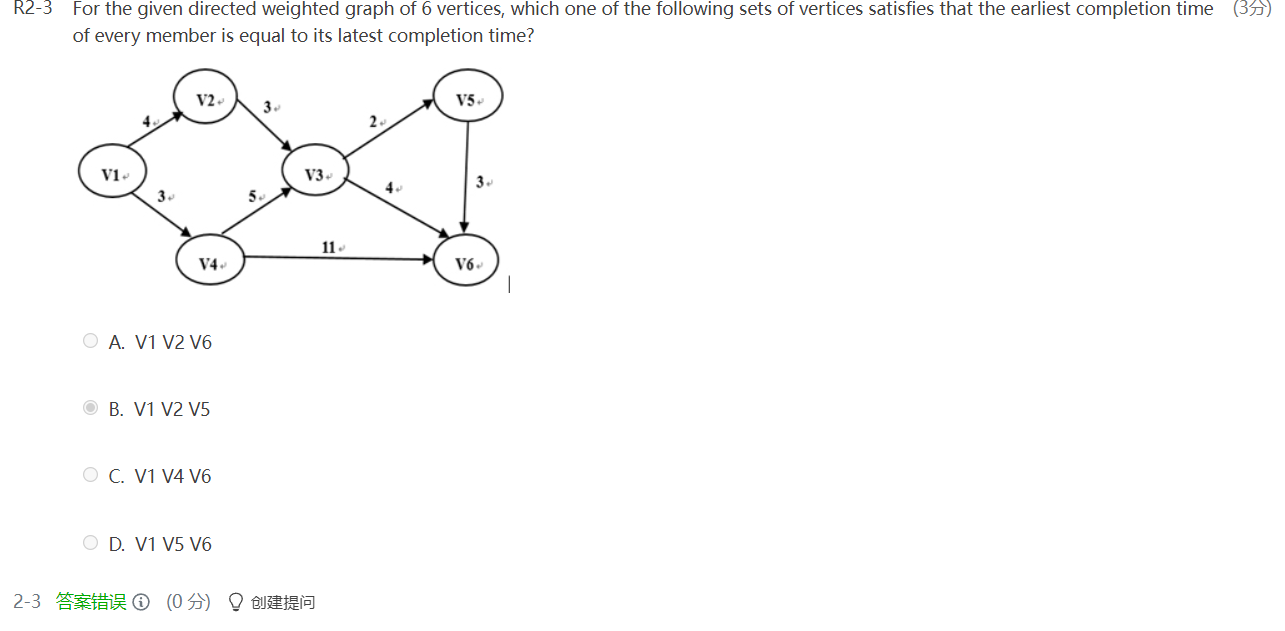 R2-3 For the given directed weighted graph of 6 vertices, which one of the following sets of vertices satisfies that the earliest completion time (3分)
of every member is equal to its latest completion time?
V2
V5
3
4
2
V1
V3
3
5
4
3
11
V4
V6
A. V1 V2 V6
B. V1 V2 V5
C. V1 V4 V6
D. V1 V5 V6
2-3 答案错误 (0 分) 创建提问